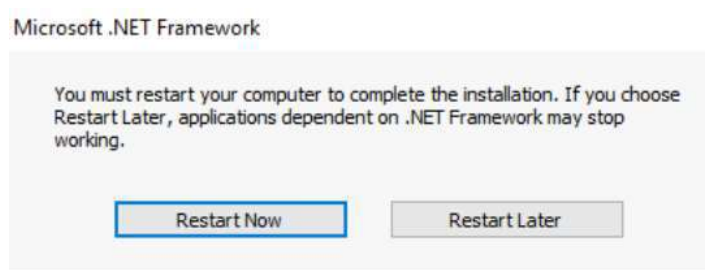 Microsoft .NET Framework
You must restart your computer to complete the installation. If you choose
Restart Later, applications dependent on .NET Framework may stop
working.
Restart Now
Restart Later